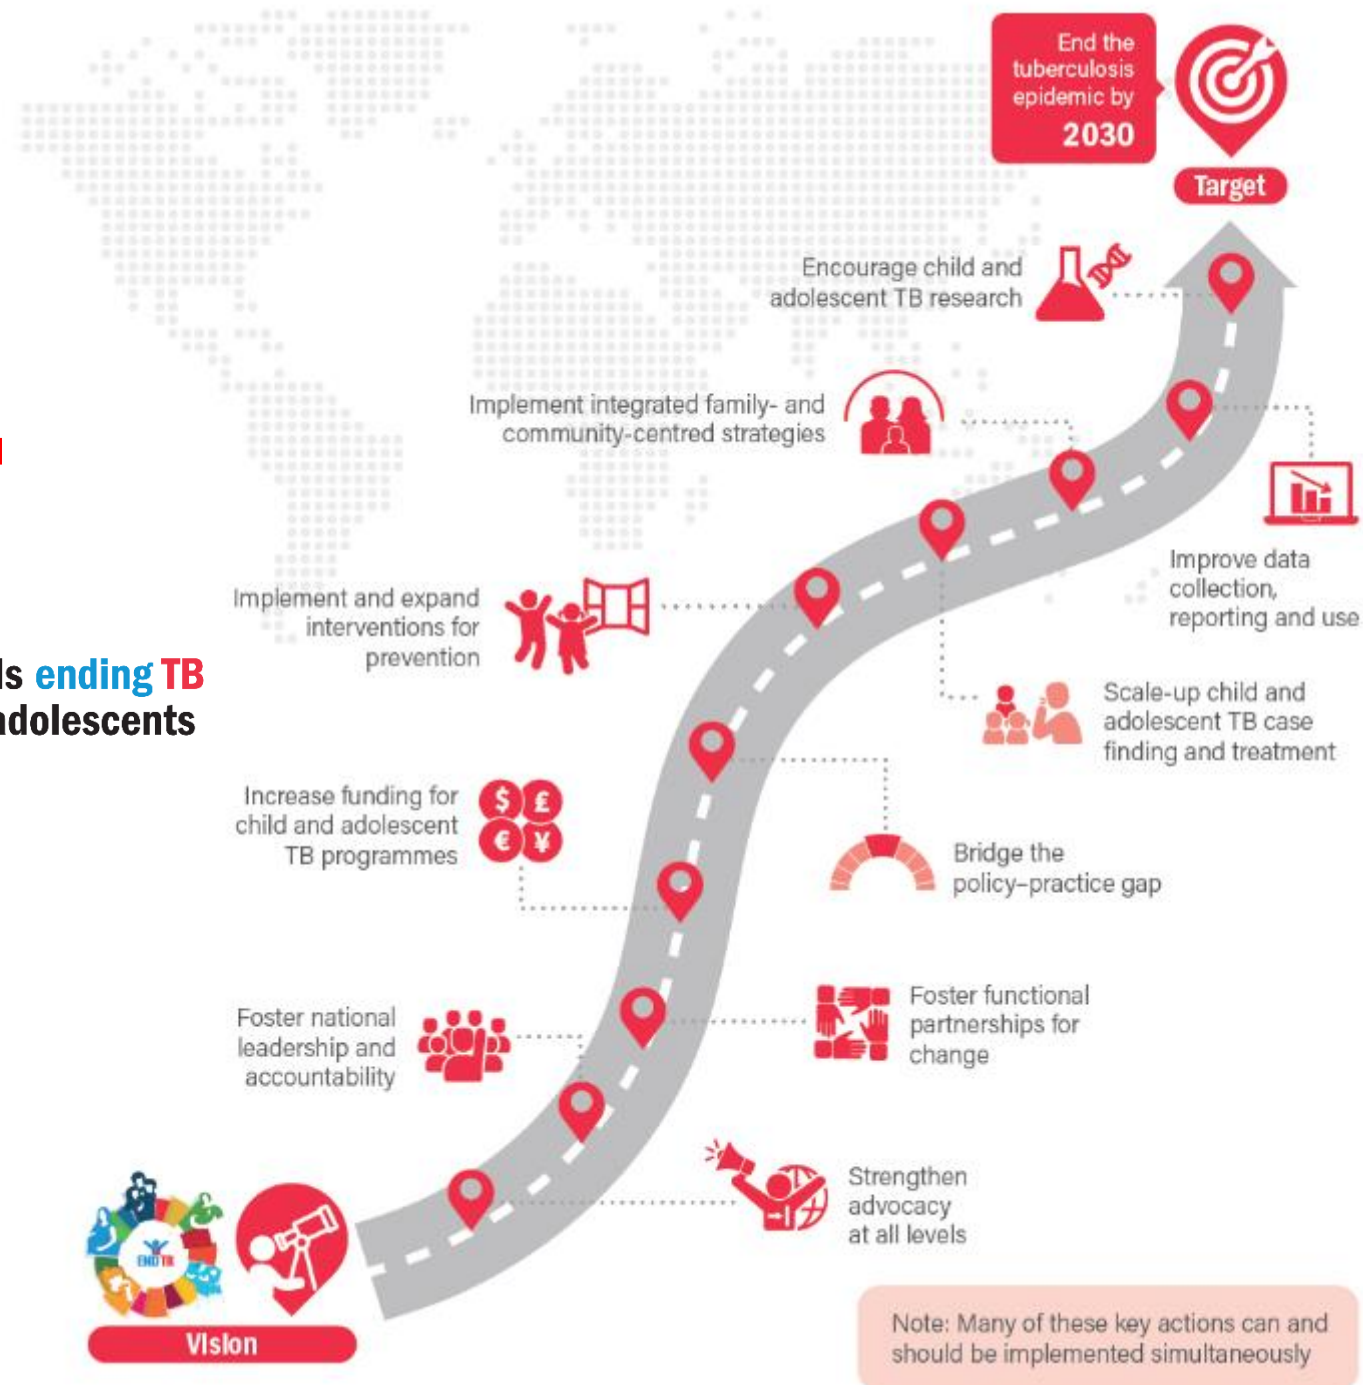 End the
tuberculosis
epidemic by
2030
Target
Encourage child and
adolescent TB research
Implement integrated family- and
community-centred strategies
Improve data
collection,
reporting and use
Implement and expand
interventions for
prevention
ending TB
adolescents
Scale-up child and
adolescent TB case
finding and treatment
Increase funding for
child and adolescent
TB programmes
$ £
€ ¥
Bridge the
policy–practice gap
Foster functional
partnerships for
change
Foster national
leadership and
accountability
Strengthen
advocacy
at all levels
END TB
Vision
Note: Many of these key actions can and
should be implemented simultaneously